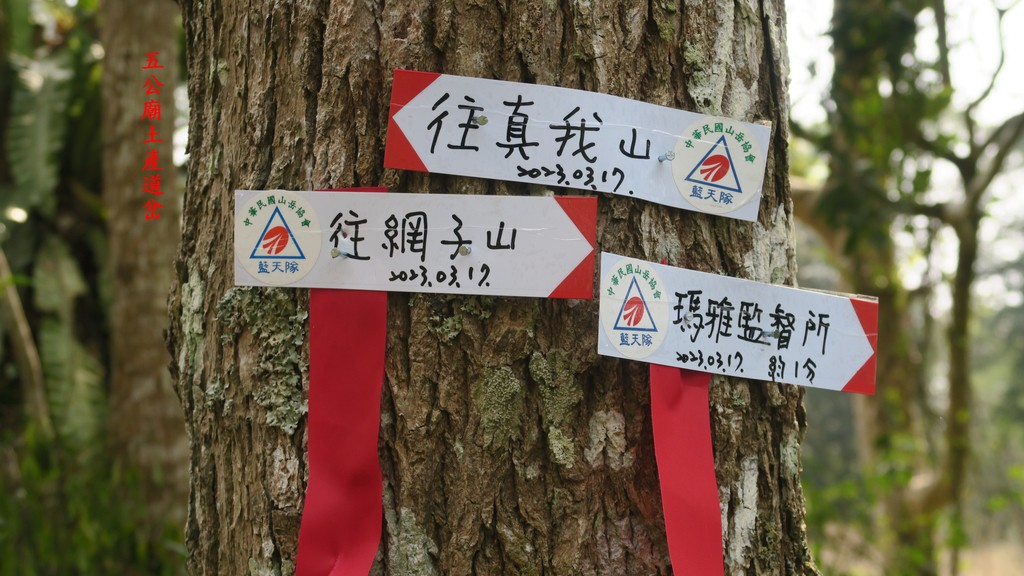 五公廟土產道岔
往真我山
2023.03.17.
中華民國山岳協會
藍天隊
往網子山
2023.03.17.
中華民國山岳協會
藍天隊
瑪雅監智所
2023.03.17. 約1分
中華民國山岳協會
藍天隊